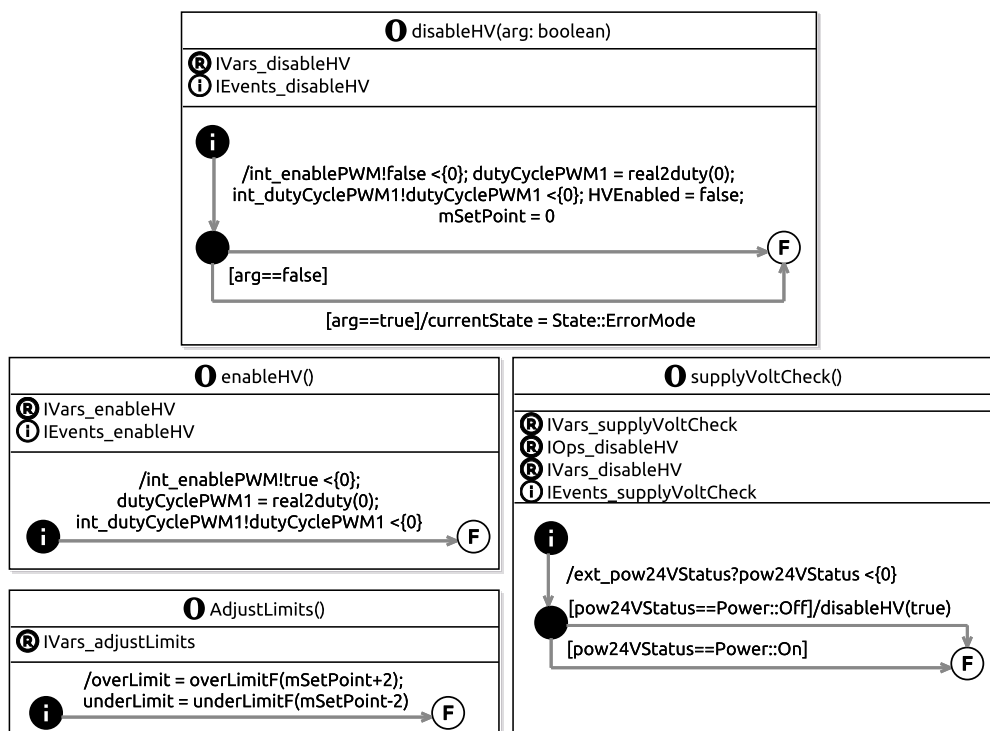 O disableHV(arg: boolean)
R IVars_disableHV
i IEvents_disableHV
i
/int_enablePWM!false <{0}; dutyCyclePWM1 = real2duty(0);
int_dutyCyclePWM1!dutyCyclePWM1 <{0}; HVEnabled = false;
mSetPoint = 0
F
[arg==false]
[arg==true]/currentState = State::ErrorMode
O enableHV()
R IVars_enableHV
i IEvents_enableHV
/int_enablePWM!true <{0};
dutyCyclePWM1 = real2duty(0);
int_dutyCyclePWM1!dutyCyclePWM1 <{0}
i F
O supplyVoltCheck()
R IVars_supplyVoltCheck
R IOps_disableHV
R IVars_disableHV
i IEvents_supplyVoltCheck
i
/ext_pow24VStatus?pow24VStatus <{0}
[pow24VStatus==Power::Off]/disableHV(true)
[pow24VStatus==Power::On]
F
O AdjustLimits()
R IVars_adjustLimits
/overLimit = overLimitF(mSetPoint+2);
underLimit = underLimitF(mSetPoint-2)
i F